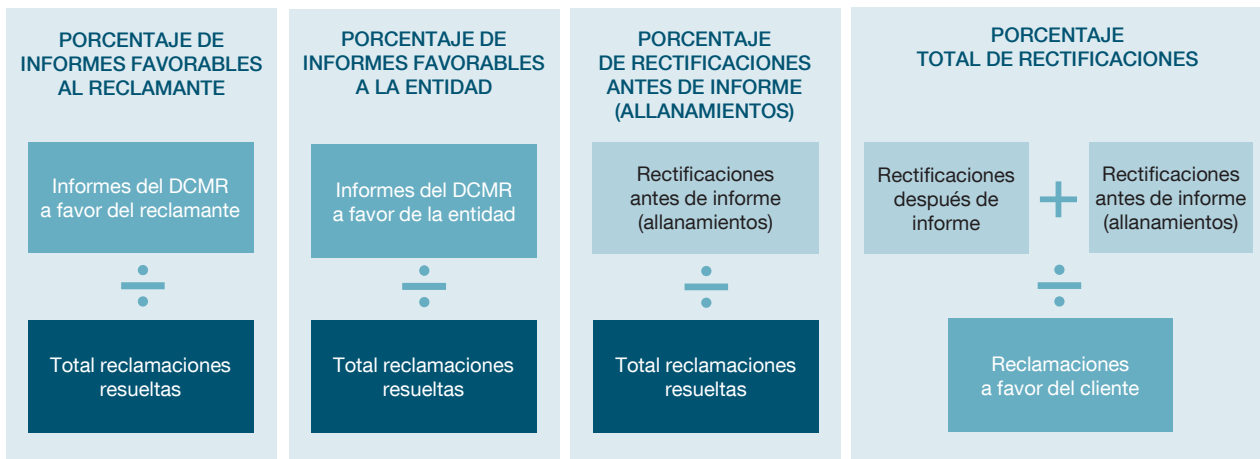 PORCENTAJE DE
INFORMES FAVORABLES
AL RECLAMANTE
Informes del DCMR
a favor del reclamante
÷
Total reclamaciones
resueltas
PORCENTAJE DE
INFORMES FAVORABLES
A LA ENTIDAD
Informes del DCMR
a favor de la entidad
÷
Total reclamaciones
resueltas
PORCENTAJE
DE RECTIFICACIONES
ANTES DE INFORME
(ALLANAMIENTOS)
Rectificaciones
antes de informe
(allanamientos)
÷
Total reclamaciones
resueltas
PORCENTAJE
TOTAL DE RECTIFICACIONES
Rectificaciones
después de
informe
+
Rectificaciones
antes de informe
(allanamientos)
÷
Reclamaciones
a favor del cliente